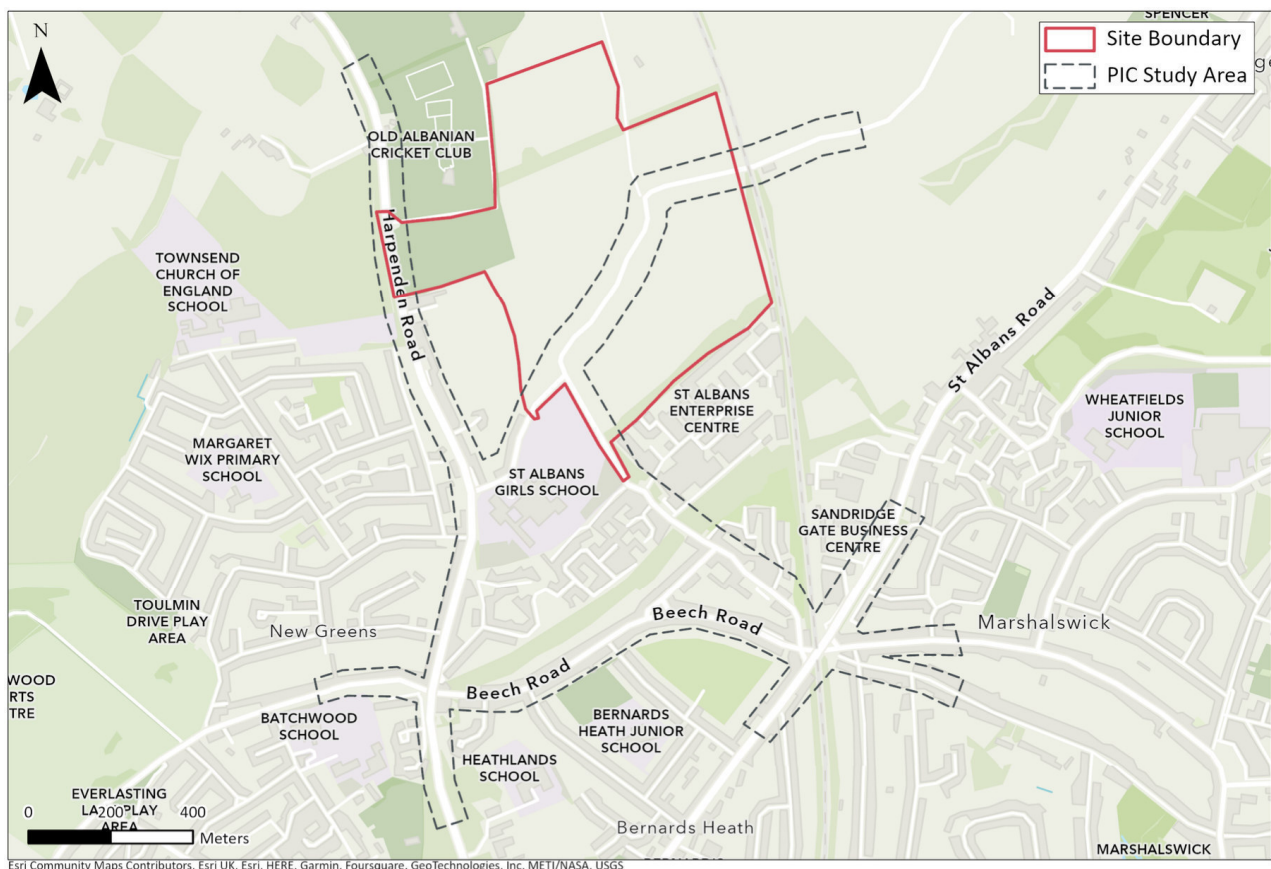 N
SPENCER
Site Boundary
PIC Study Area
OLD ALBANIAN
CRICKET CLUB
Harpenden Road
TOWNSEND
CHURCH OF
ENGLAND
SCHOOL
St Albans Road
ST ALBANS
ENTERPRISE
CENTRE
WHEATFIELDS
JUNIOR
SCHOOL
MARGARET
WIX PRIMARY
SCHOOL
ST ALBANS
GIRLS SCHOOL
SANDRIDGE
GATE BUSINESS
CENTRE
TOULMIN
DRIVE PLAY
AREA
New Greens
Beech Road
Marshalswick
Beech Road
WOOD
RTS
TRE
BATCHWOOD
SCHOOL
BERNARDS
HEATH JUNIOR
SCHOOL
HEATHLANDS
SCHOOL
EVERLASTING
PLAY
AREA
0 200 400
Meters
Bernards Heath
MARSHALSWICK
Esri Community Maps Contributors, Esri UK, Esri, HERE, Garmin, Foursquare, GeoTechnologies, Inc, METI/NASA, USGS